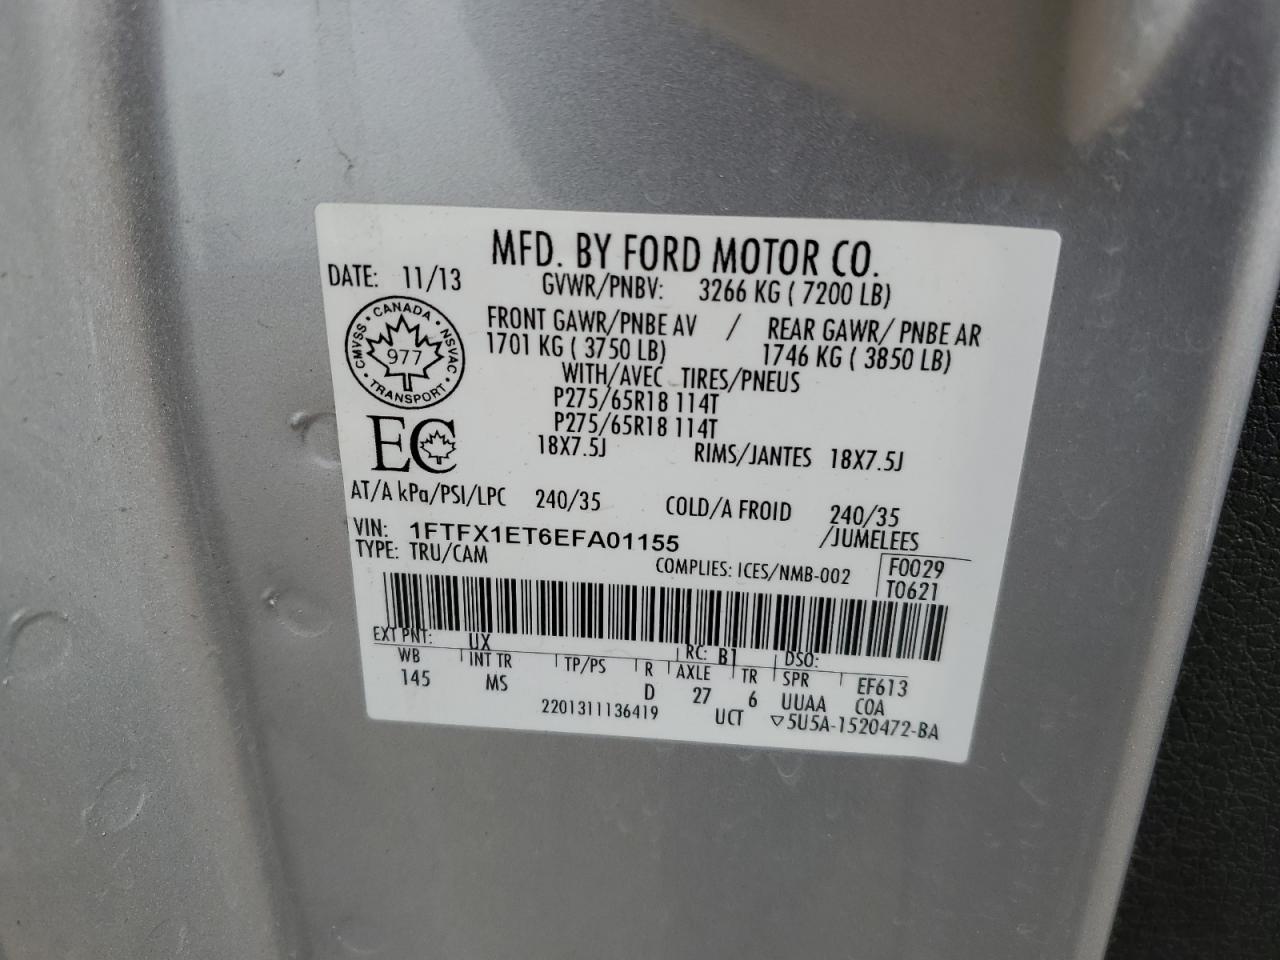 MFD. BY FORD MOTOR CO.
DATE: 11/13
GVWR/PNBV: 3266 KG ( 7200 LB)
FRONT GAWR/PNBE AV / REAR GAWR/ PNBE AR
1701 KG ( 3750 LB) 1746 KG ( 3850 LB)
WITH/AVEC TIRES/PNEUS
P275/65R18 114T
P275/65R18 114T
18X7.5J RIMS/JANTES 18X7.5J
CMVSS • CANADA • NSVAC • TRANSPORT •
977
EC
AT/A kPa/PSI/LPC 240/35 COLD/A FROID 240/35
VIN: 1FTFX1ET6EFA01155 /JUMELEES
TYPE: TRU/CAM COMPLIES: ICES/NMB-002 F0029
T0621
EXT PNT: UX RC: B1 DSO:
WB INT TR TP/PS R AXLE TR SPR EF613
145 MS D 27 6 UUAA COA
2201311136419 UCT ▽5U5A-1520472-BA